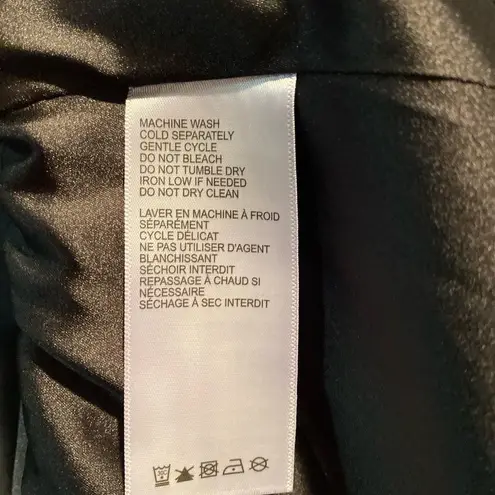 MACHINE WASH
COLD SEPARATELY
GENTLE CYCLE
DO NOT BLEACH
DO NOT TUMBLE DRY
IRON LOW IF NEEDED
DO NOT DRY CLEAN
LAVER EN MACHINE À FROID
SÉPARÉMENT
CYCLE DÉLICAT
NE PAS UTILISER D'AGENT
BLANCHISSANT
SÉCHOIR INTERDIT
REPASSAGE À CHAUD SI
NÉCESSAIRE
SÉCHAGE À SEC INTERDIT